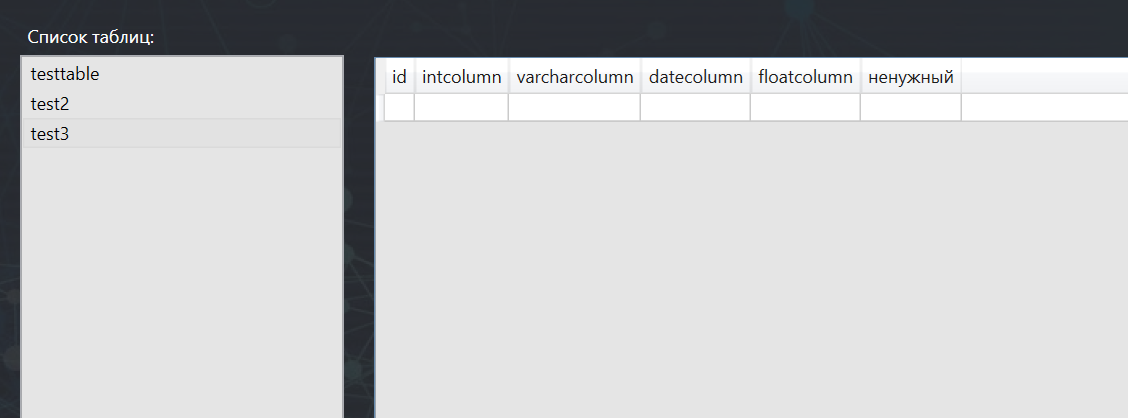 Список таблиц:
testtable
test2
test3
id intcolumn varcharcolumn datecolumn floatcolumn ненужный